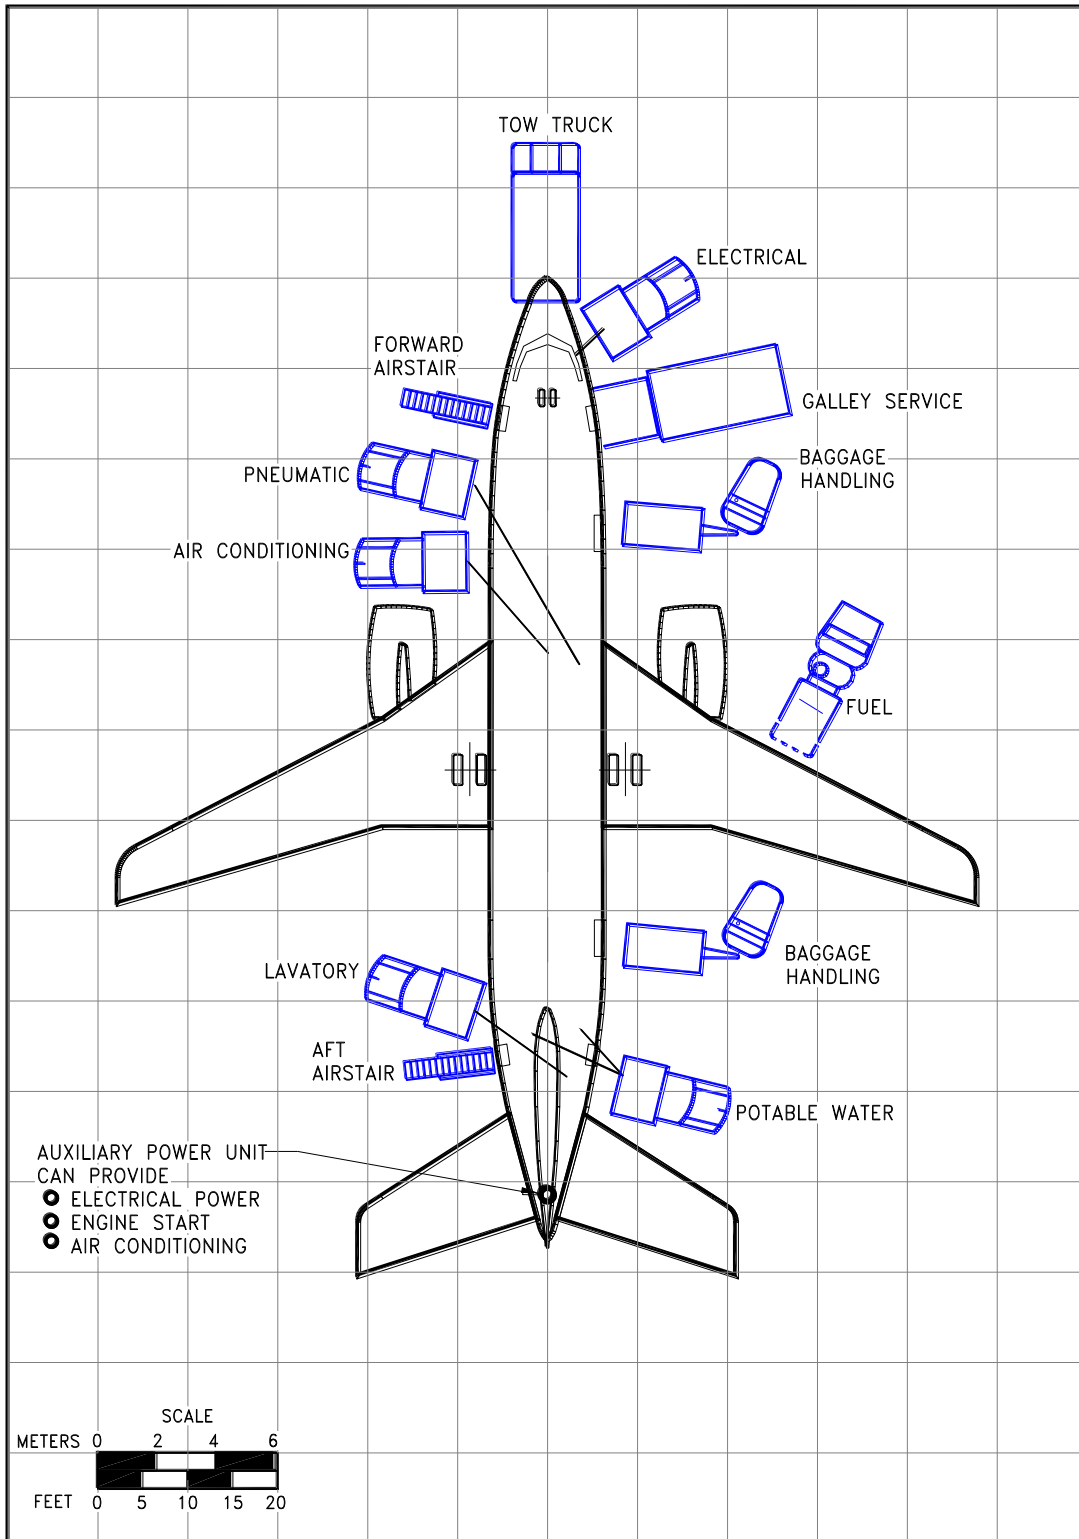 TOW TRUCK
ELECTRICAL
FORWARD
AIRSTAIR
GALLEY SERVICE
PNEUMATIC
BAGGAGE
HANDLING
AIR CONDITIONING
FUEL
LAVATORY
BAGGAGE
HANDLING
AFT
AIRSTAIR
POTABLE WATER
AUXILIARY POWER UNIT
CAN PROVIDE
ELECTRICAL POWER
ENGINE START
AIR CONDITIONING
SCALE
METERS 0 2 4 6
FEET 0 5 10 15 20